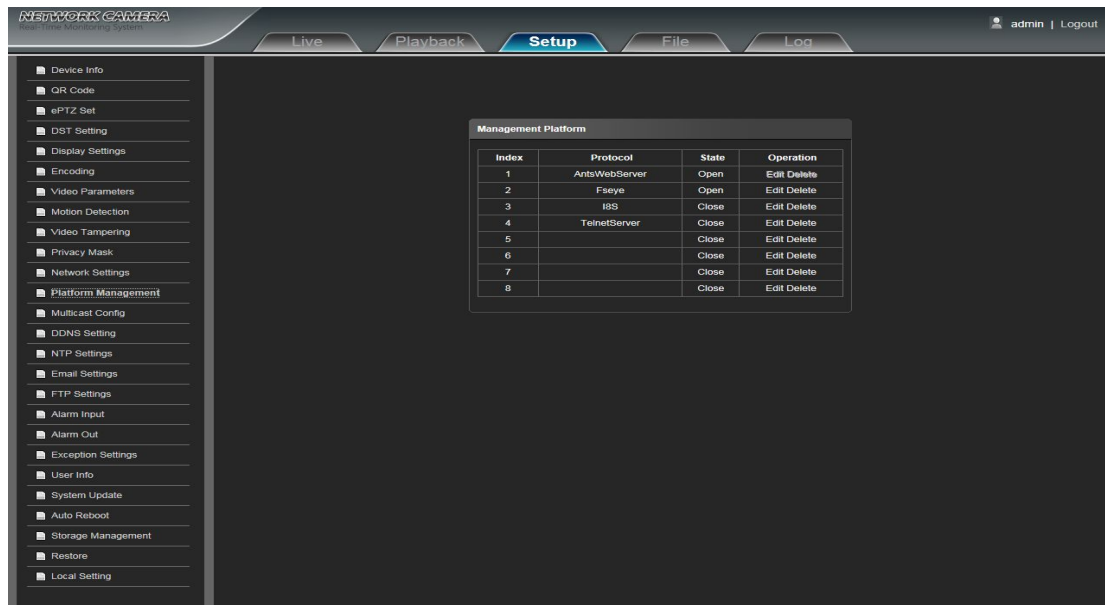 NETWORK CAMERA
Real-Time Monitoring System
admin | Logout
Live Playback Setup File Log
Device Info
QR Code
ePTZ Set
DST Setting
Display Settings
Encoding
Video Parameters
Motion Detection
Video Tampering
Privacy Mask
Network Settings
Platform Management
Multicast Config
DDNS Setting
NTP Settings
Email Settings
FTP Settings
Alarm Input
Alarm Out
Exception Settings
User Info
System Update
Auto Reboot
Storage Management
Restore
Local Setting
Management Platform
Index Protocol State Operation
1 AntsWebServer Open Edit Delete
2 Fseye Open Edit Delete
3 I8S Close Edit Delete
4 TelnetServer Close Edit Delete
5 Close Edit Delete
6 Close Edit Delete
7 Close Edit Delete
8 Close Edit Delete